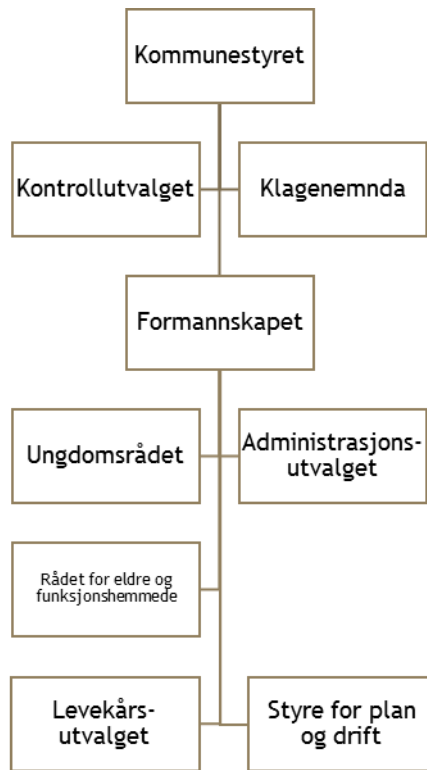 Kommunestyret
Kontrollutvalget
Klagenemnda
Formannskapet
Ungdomsrådet
Administrasjons-
utvalget
Rådet for eldre og
funksjonshemmede
Levekårs-
utvalget
Styre for plan
og drift